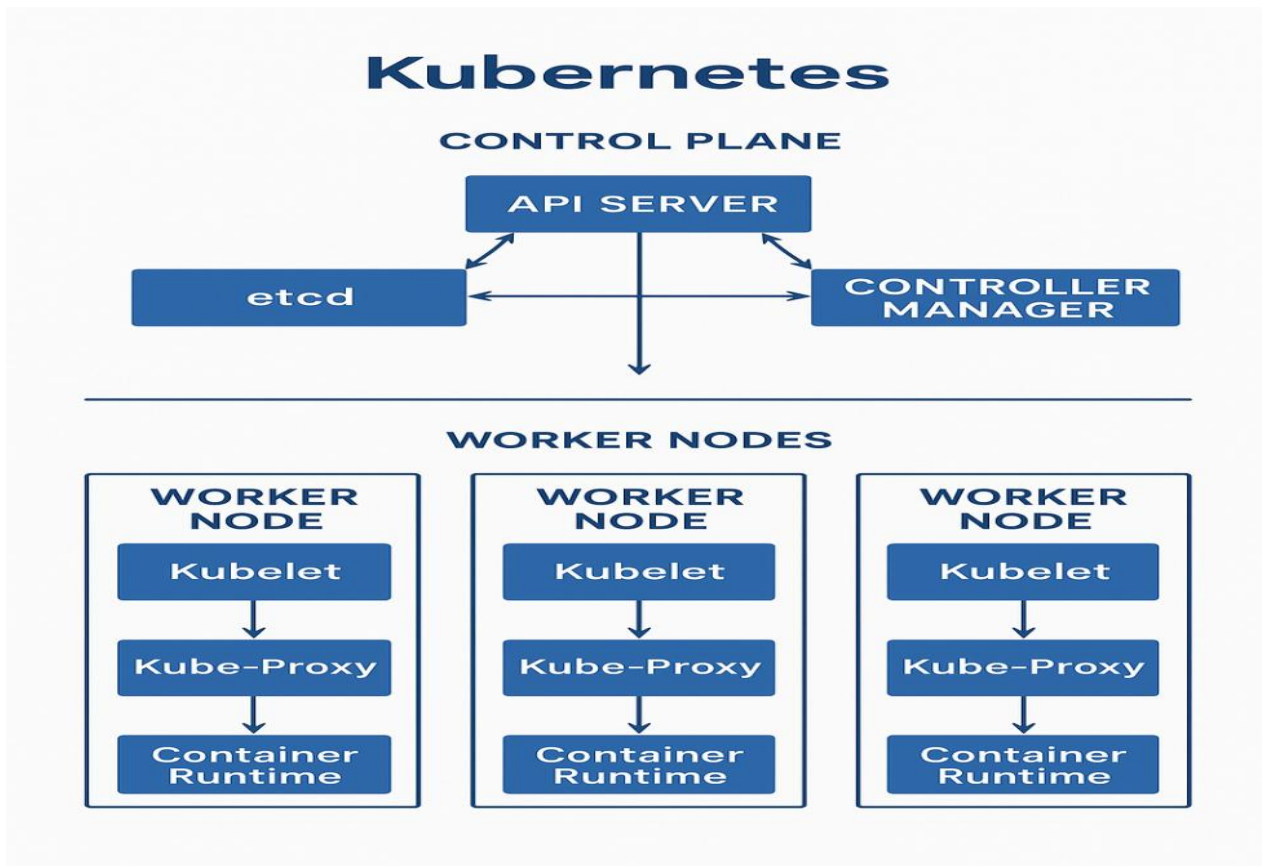 Kubernetes
CONTROL PLANE
API SERVER
etcd
CONTROLLER
MANAGER
WORKER NODES
WORKER
NODE
Kubelet
Kube-Proxy
Container
Runtime
WORKER
NODE
Kubelet
Kube-Proxy
Container
Runtime
WORKER
NODE
Kubelet
Kube-Proxy
Container
Runtime